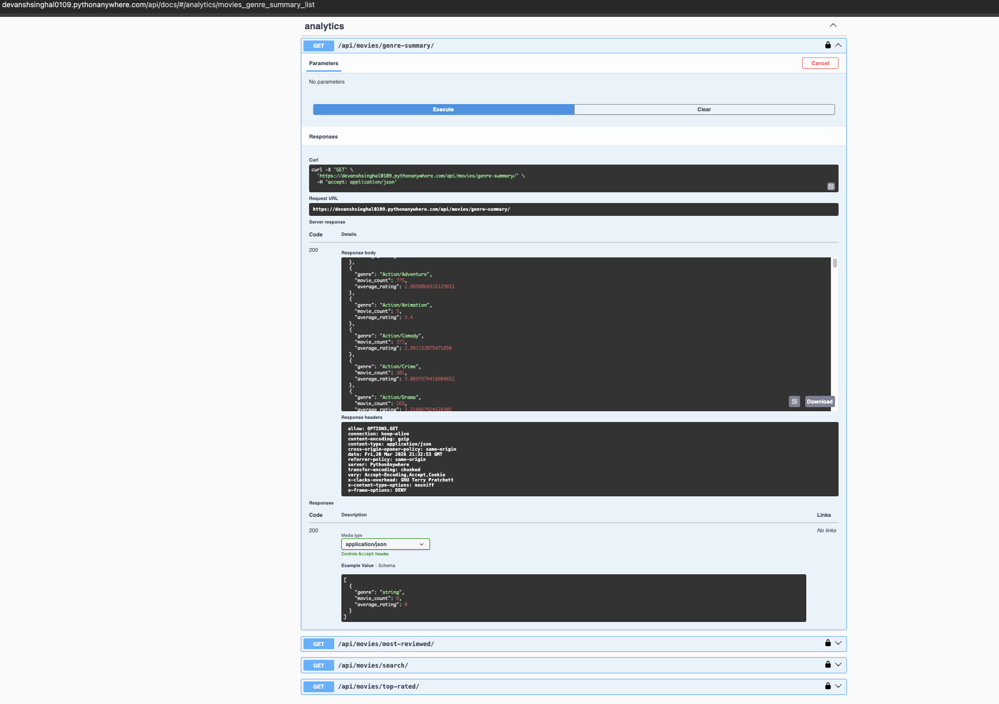 devanshsinghal0109.pythonanywhere.com/api/docs/#/analytics/movies_genre_summary_list
analytics
GET /api/movies/genre-summary/
Parameters
Cancel
No parameters
Execute
Clear
Responses
Curl
curl -X 'GET' \
'https://devanshsinghal0109.pythonanywhere.com/api/movies/genre-summary/' \
-H 'accept: application/json'
Request URL
https://devanshsinghal0109.pythonanywhere.com/api/movies/genre-summary/
Server response
Code Details
200
Response body
},
{
"genre": "Action/Adventure",
"movie_count": 775,
"average_rating": 2.9858064516129033
},
{
"genre": "Action/Animation",
"movie_count": 5,
"average_rating": 3.4
},
{
"genre": "Action/Comedy",
"movie_count": 371,
"average_rating": 2.981132075471698
},
{
"genre": "Action/Crime",
"movie_count": 301,
"average_rating": 3.0697674418604652
},
{
"genre": "Action/Drama",
"movie_count": 265,
"average_rating": 3.218867924528302
Download
Response headers
allow: OPTIONS,GET
connection: keep-alive
content-encoding: gzip
content-type: application/json
cross-origin-opener-policy: same-origin
date: Fri,20 Mar 2026 21:32:53 GMT
referrer-policy: same-origin
server: PythonAnywhere
transfer-encoding: chunked
vary: Accept-Encoding,Accept,Cookie
x-clacks-overhead: GNU Terry Pratchett
x-content-type-options: nosniff
x-frame-options: DENY
Responses
Code Description Links
200 No links
Media type
application/json
Controls Accept header.
Example Value Schema
[
{
"genre": "string",
"movie_count": 0,
"average_rating": 0
}
]
GET /api/movies/most-reviewed/
GET /api/movies/search/
GET /api/movies/top-rated/